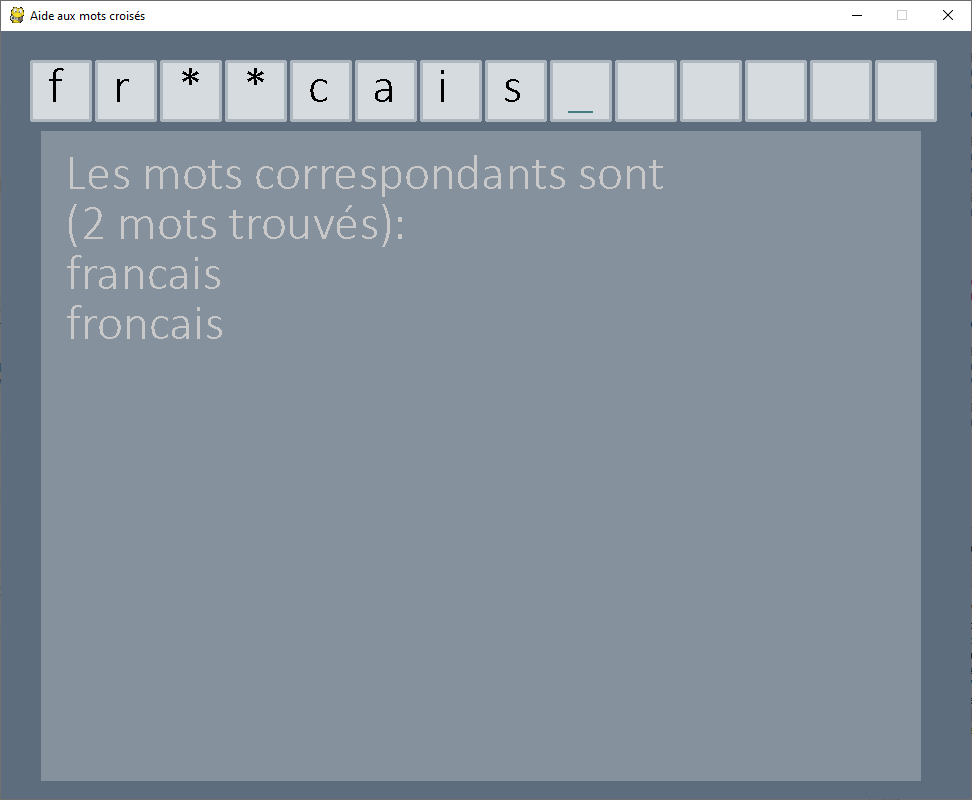 Aide aux mots croisés
f r * * c a i s _
Les mots correspondants sont
(2 mots trouvés):
francais
froncais